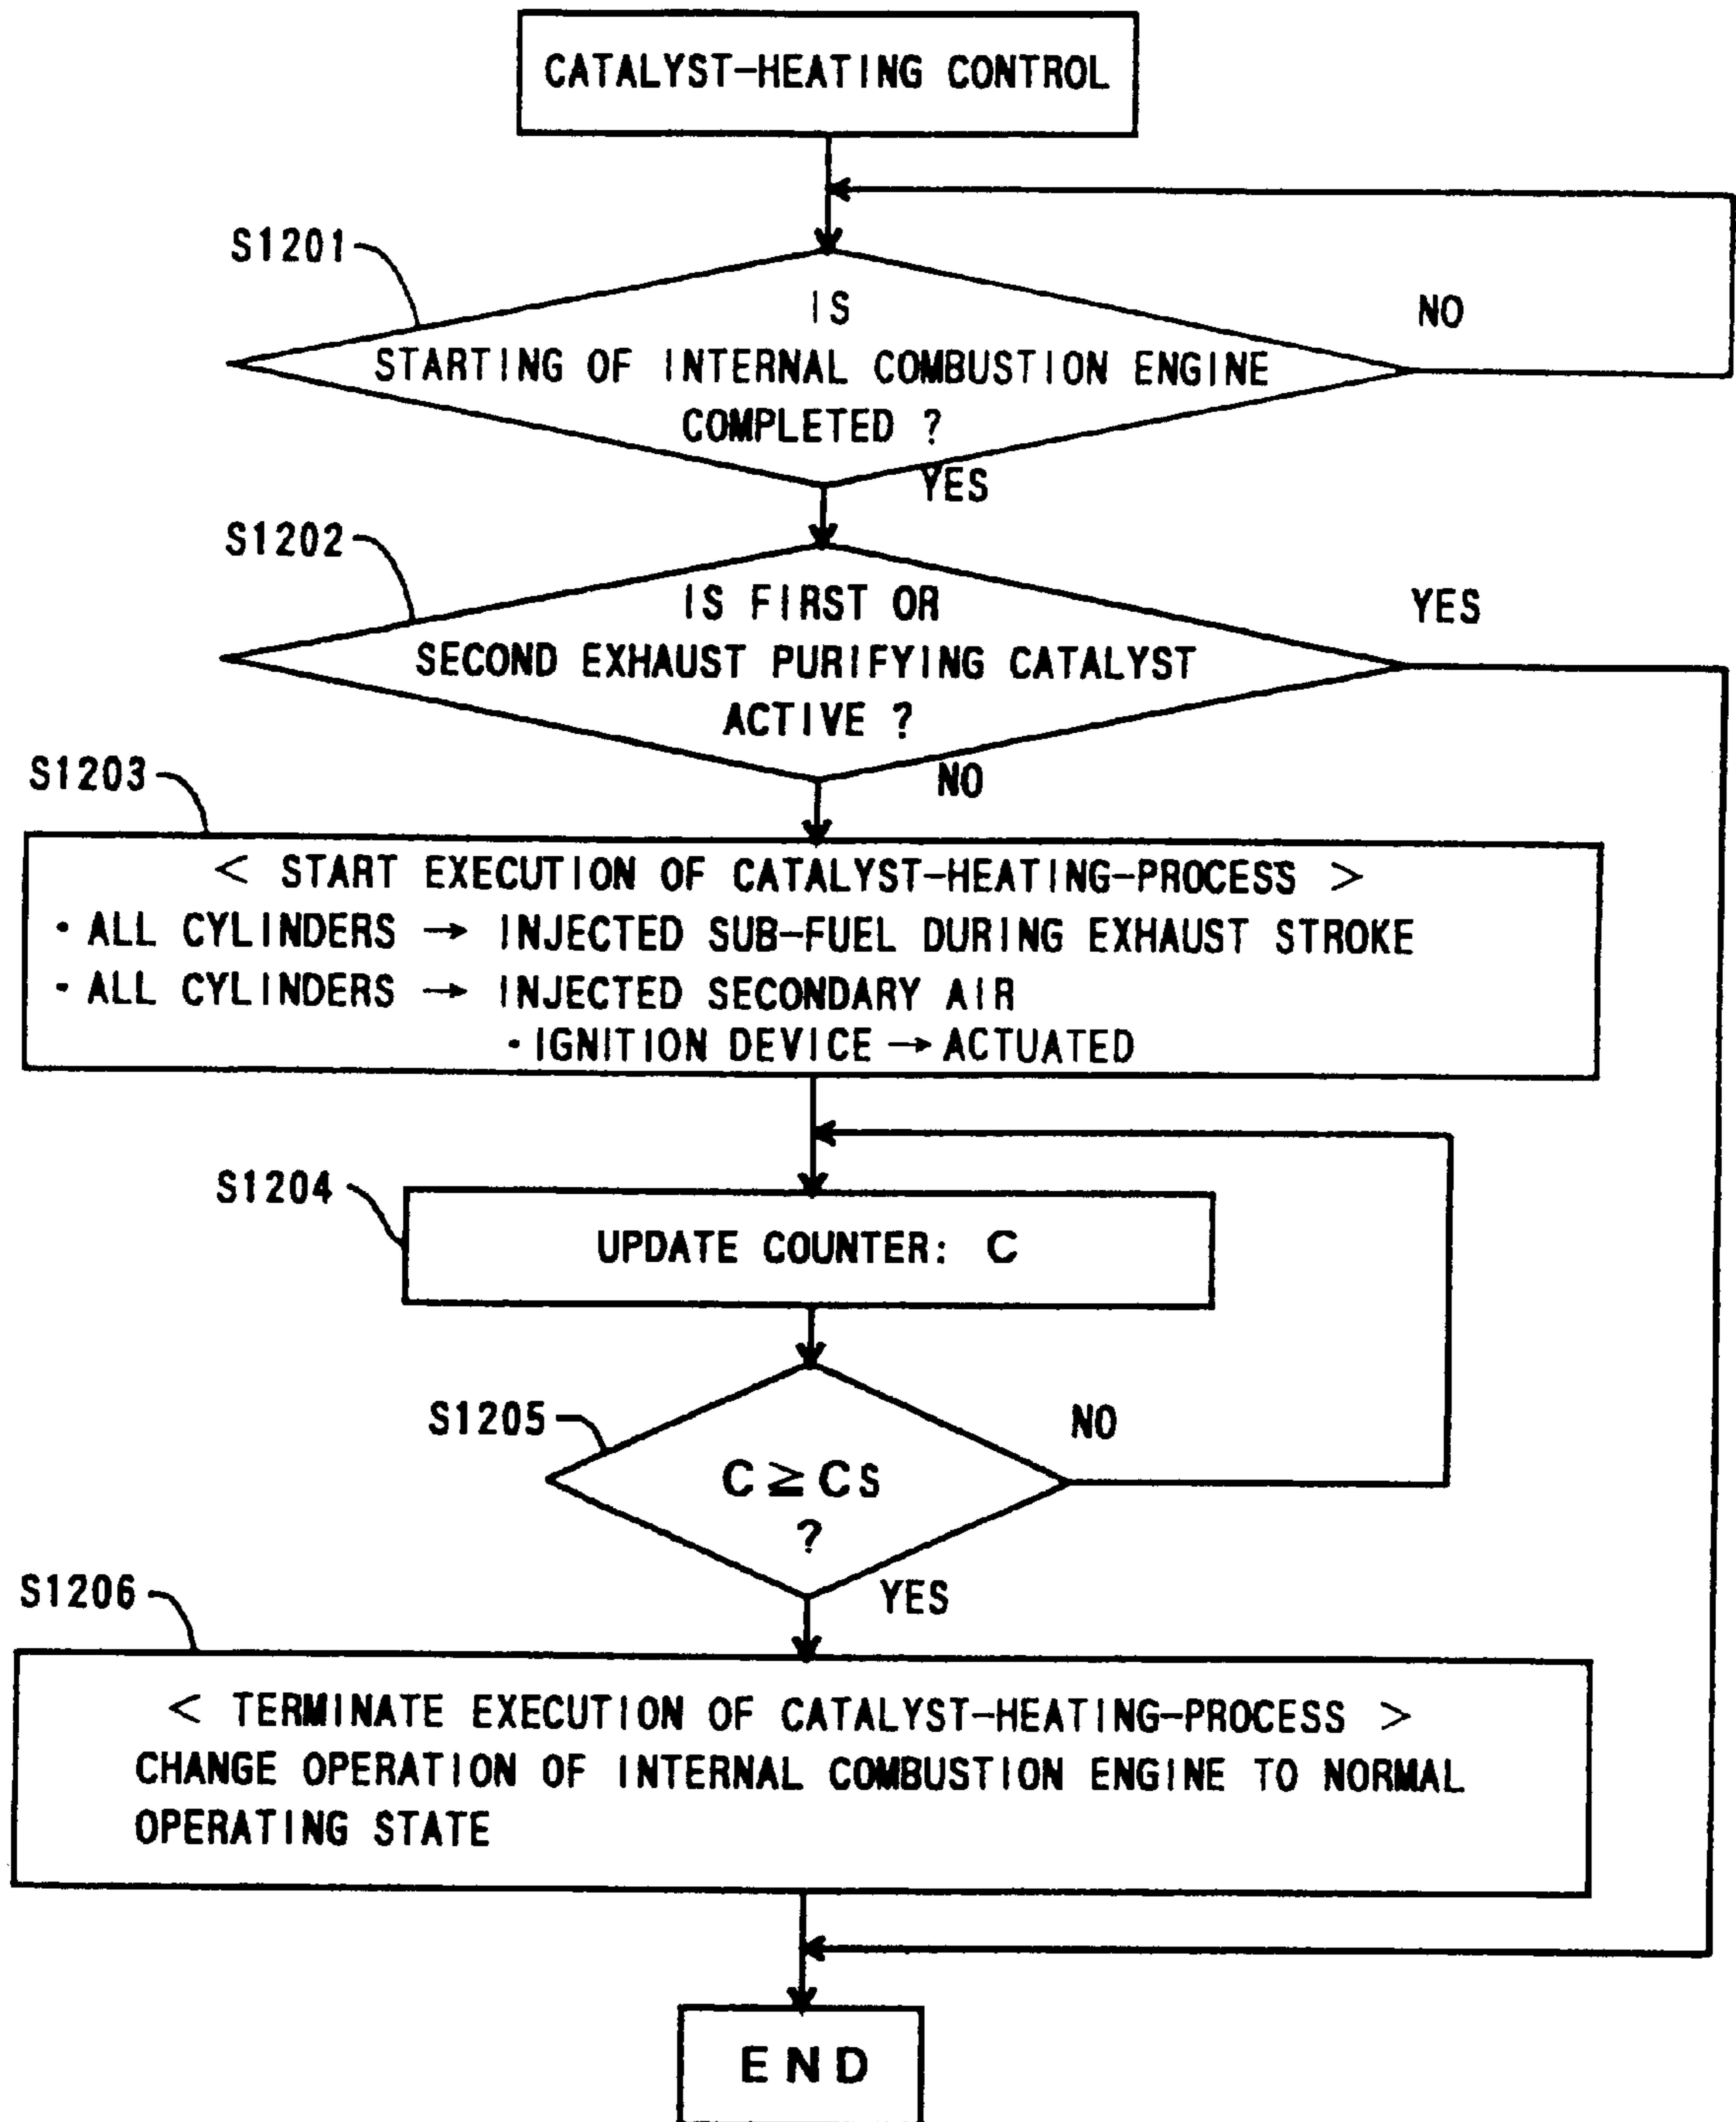 CATALYST-HEATING CONTROL
S1201
IS
STARTING OF INTERNAL COMBUSTION ENGINE
COMPLETED ?
NO
YES
S1202
IS FIRST OR
SECOND EXHAUST PURIFYING CATALYST
ACTIVE ?
YES
NO
S1203
< START EXECUTION OF CATALYST-HEATING-PROCESS >
・ALL CYLINDERS → INJECTED SUB-FUEL DURING EXHAUST STROKE
・ALL CYLINDERS → INJECTED SECONDARY AIR
・IGNITION DEVICE → ACTUATED
S1204
UPDATE COUNTER: C
S1205
C ≧ CS
?
NO
YES
S1206
< TERMINATE EXECUTION OF CATALYST-HEATING-PROCESS >
CHANGE OPERATION OF INTERNAL COMBUSTION ENGINE TO NORMAL
OPERATING STATE
END